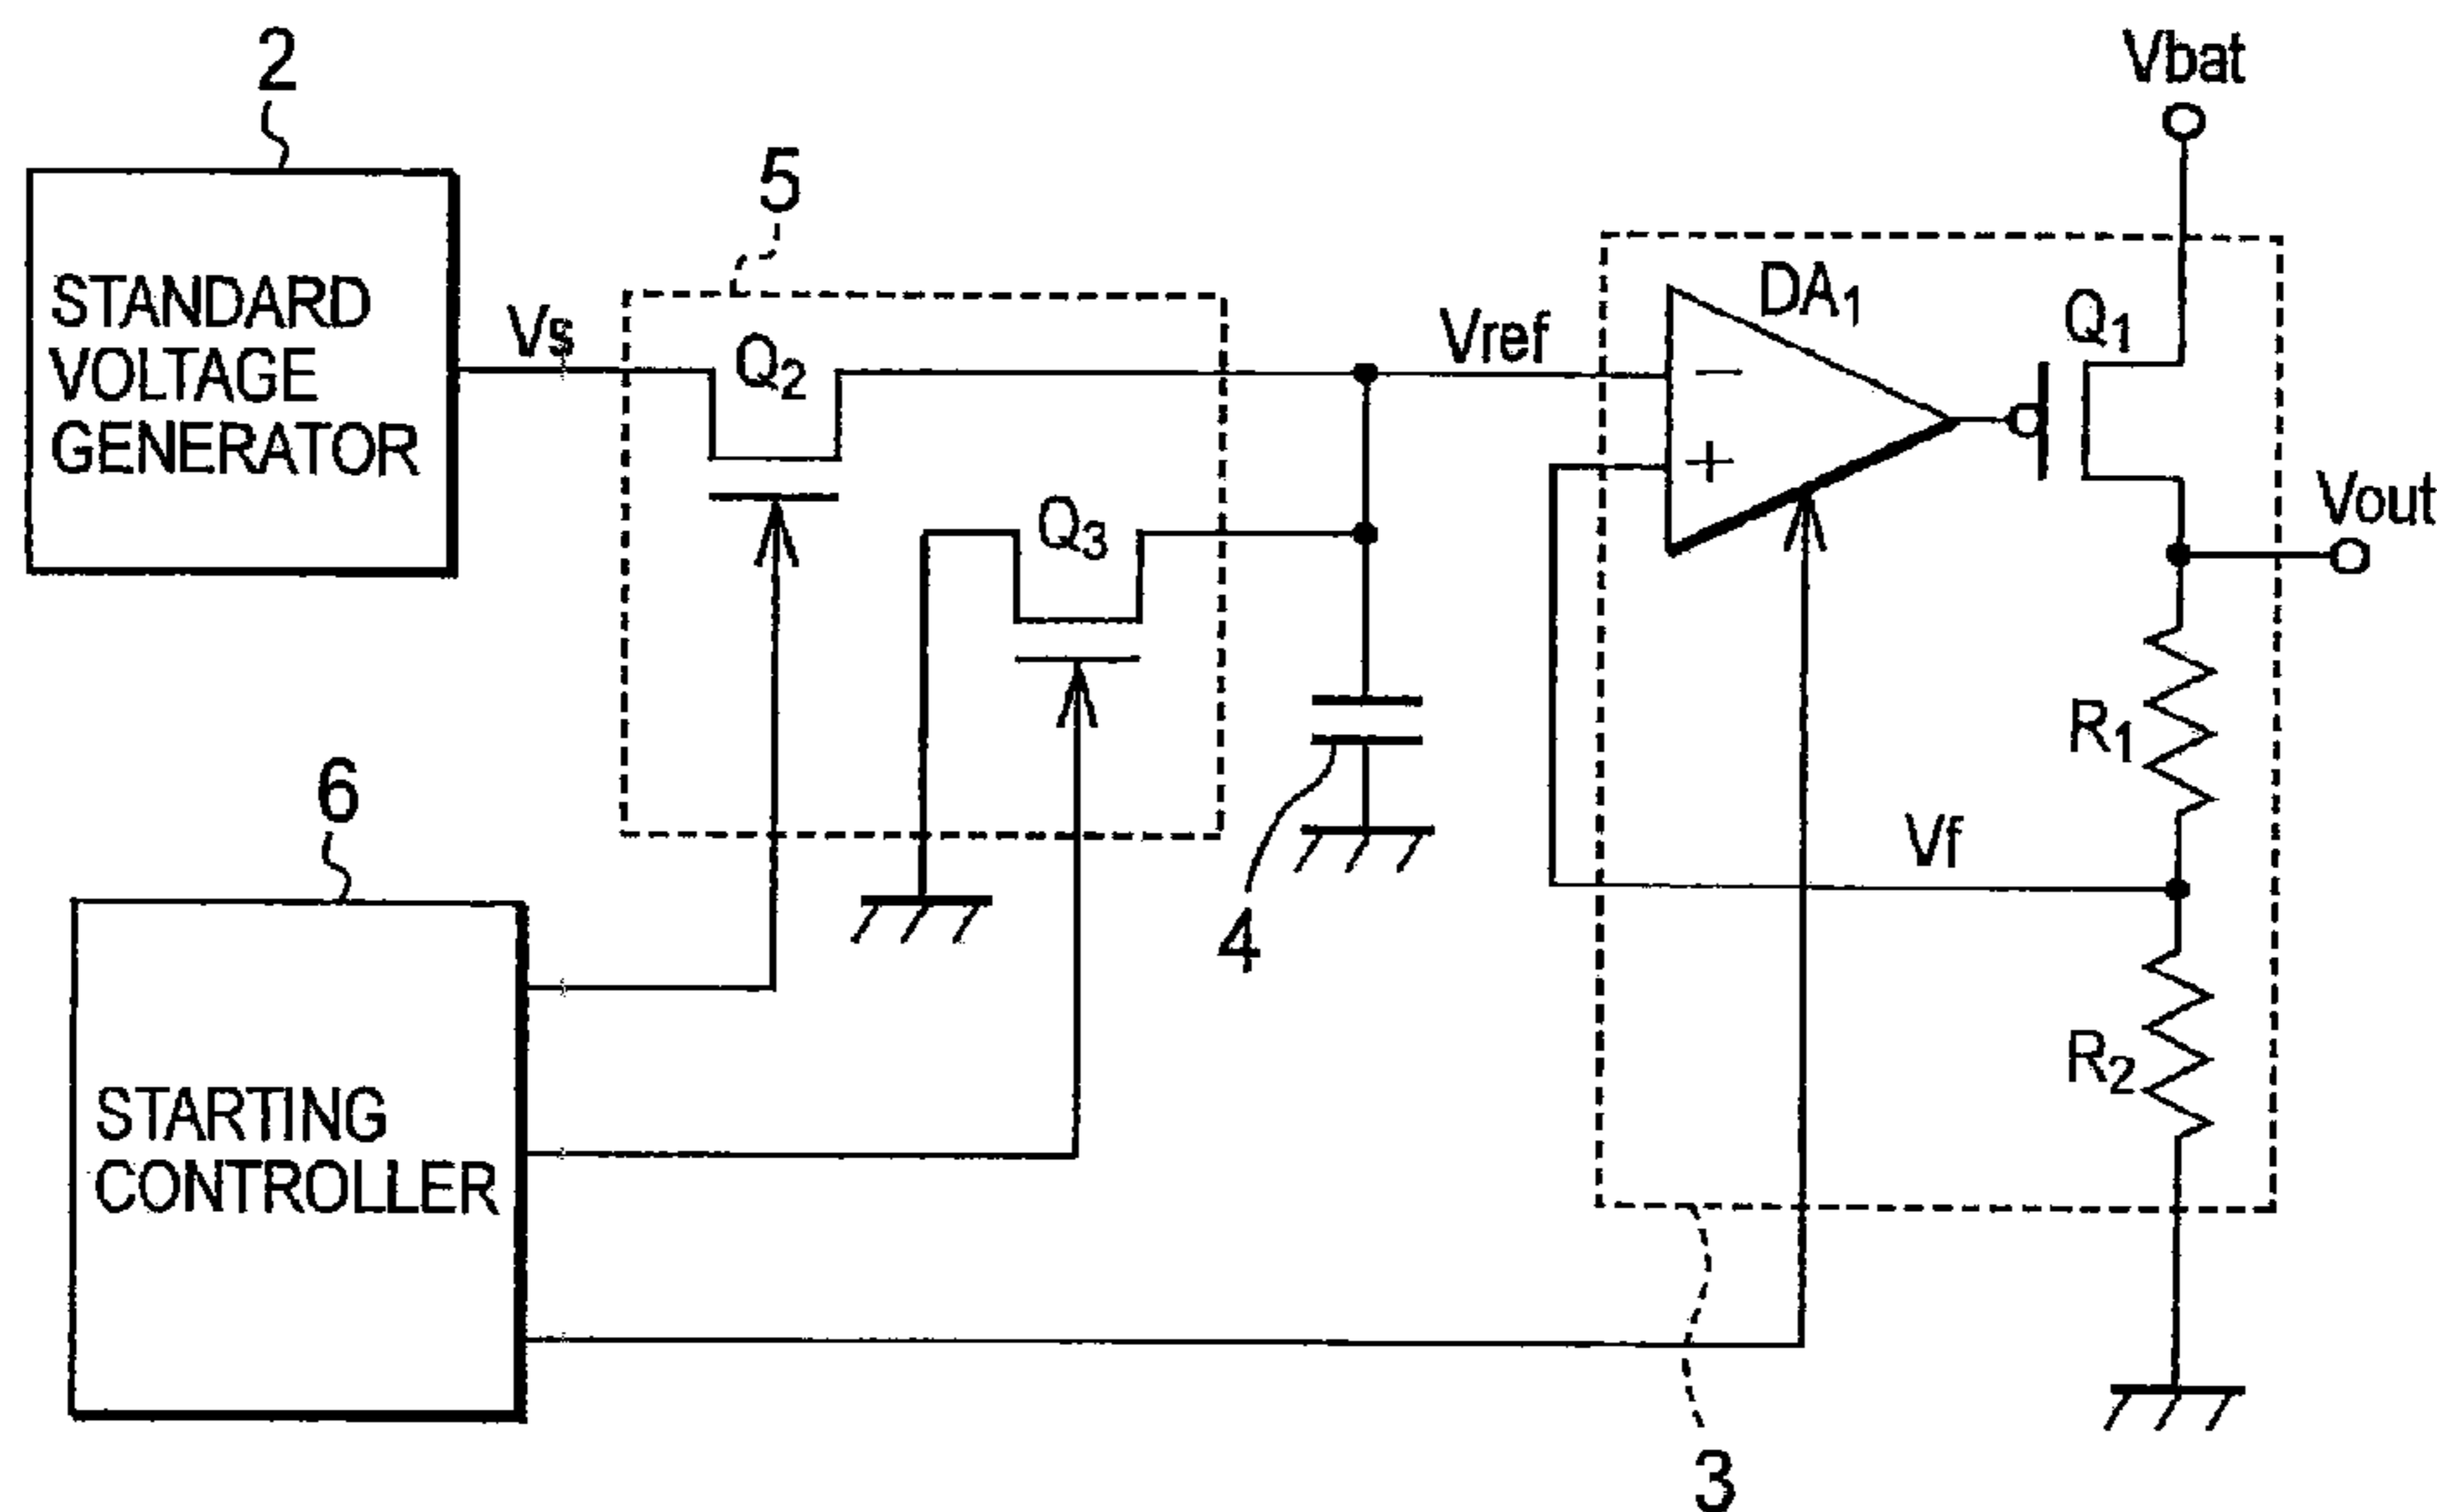 2
STANDARD
VOLTAGE
GENERATOR
Vs
5
Q2
Q3
Vref
4
DA1
Vbat
Q1
Vout
R1
Vf
R2
6
STARTING
CONTROLLER
3
−
+